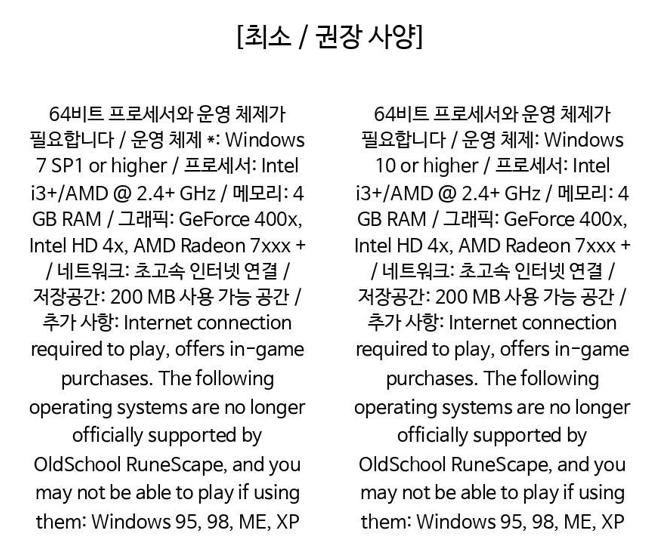 [최소 / 권장 사양]
64비트 프로세서와 운영 체제가
필요합니다 / 운영 체제 *: Windows
7 SP1 or higher / 프로세서: Intel
i3+/AMD @ 2.4+ GHz / 메모리: 4
GB RAM / 그래픽: GeForce 400x,
Intel HD 4x, AMD Radeon 7xxx +
/ 네트워크: 초고속 인터넷 연결 /
저장공간: 200 MB 사용 가능 공간 /
추가 사항: Internet connection
required to play, offers in-game
purchases. The following
operating systems are no longer
officially supported by
OldSchool RuneScape, and you
may not be able to play if using
them: Windows 95, 98, ME, XP
64비트 프로세서와 운영 체제가
필요합니다 / 운영 체제: Windows
10 or higher / 프로세서: Intel
i3+/AMD @ 2.4+ GHz / 메모리: 4
GB RAM / 그래픽: GeForce 400x,
Intel HD 4x, AMD Radeon 7xxx +
/ 네트워크: 초고속 인터넷 연결 /
저장공간: 200 MB 사용 가능 공간 /
추가 사항: Internet connection
required to play, offers in-game
purchases. The following
operating systems are no longer
officially supported by
OldSchool RuneScape, and you
may not be able to play if using
them: Windows 95, 98, ME, XP